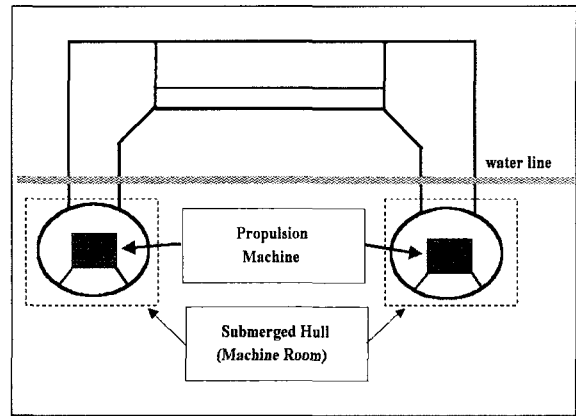 water line
Propulsion
Machine
Submerged Hull
(Machine Room)